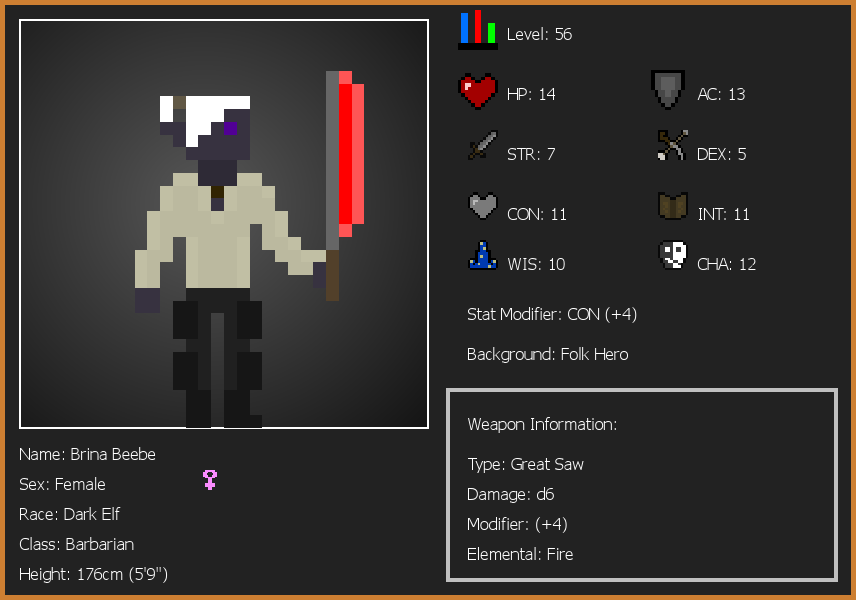 Level: 56
HP: 14
AC: 13
STR: 7
DEX: 5
CON: 11
INT: 11
WIS: 10
CHA: 12
Stat Modifier: CON (+4)
Background: Folk Hero
Weapon Information:
Type: Great Saw
Damage: d6
Modifier: (+4)
Elemental: Fire
Name: Brina Beebe
Sex: Female
Race: Dark Elf
Class: Barbarian
Height: 176cm (5'9")